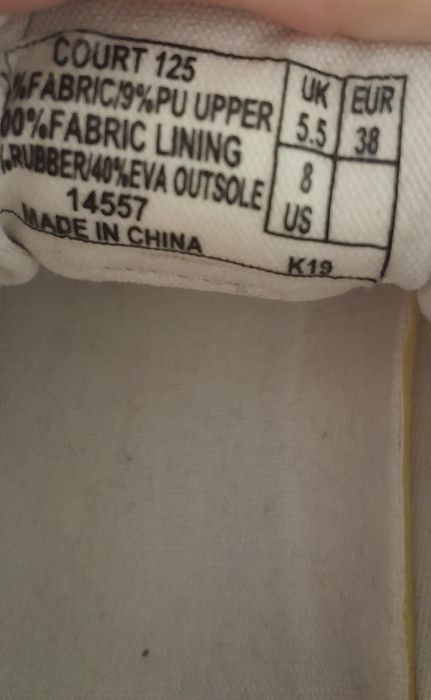 COURT 125
%FABRIC/9%PU UPPER
00%FABRIC LINING
%RUBBER/40%EVA OUTSOLE
14557
MADE IN CHINA
UK EUR
5.5 38
8
US
K19